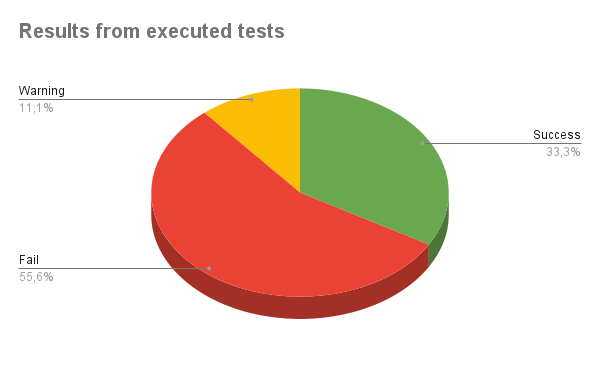 Results from executed tests
Warning
11,1%
Success
33,3%
Fail
55,6%